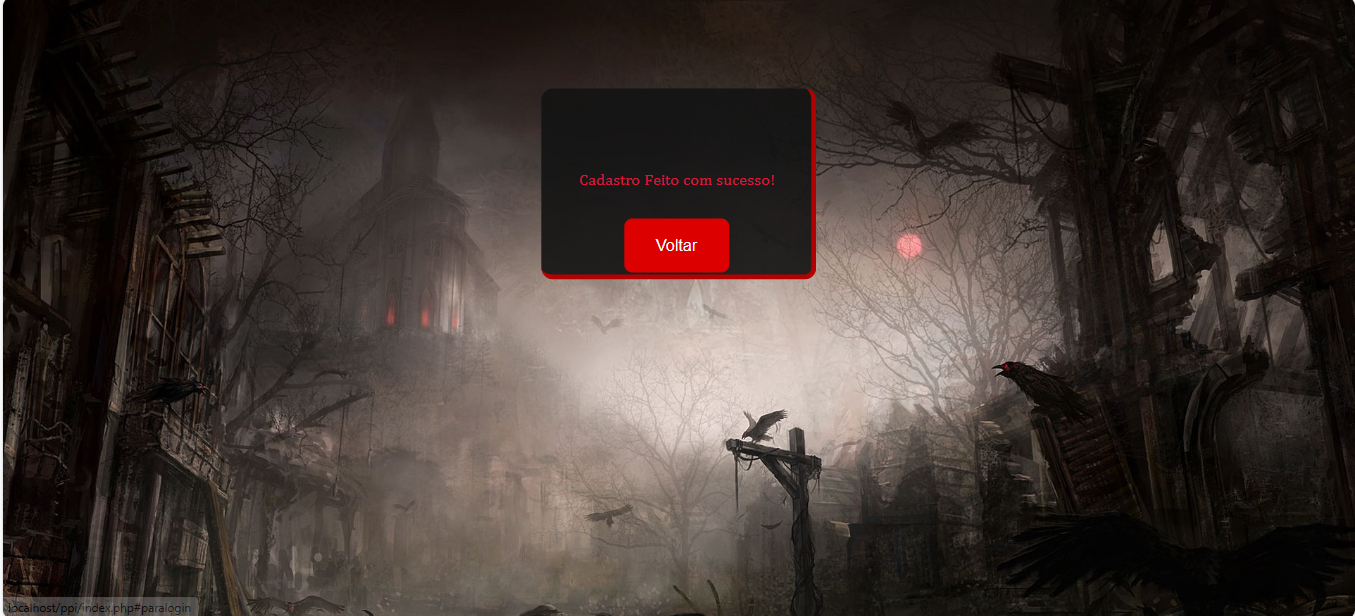 Cadastro Feito com sucesso!
Voltar
localhost/ppi/index.php#paralogin